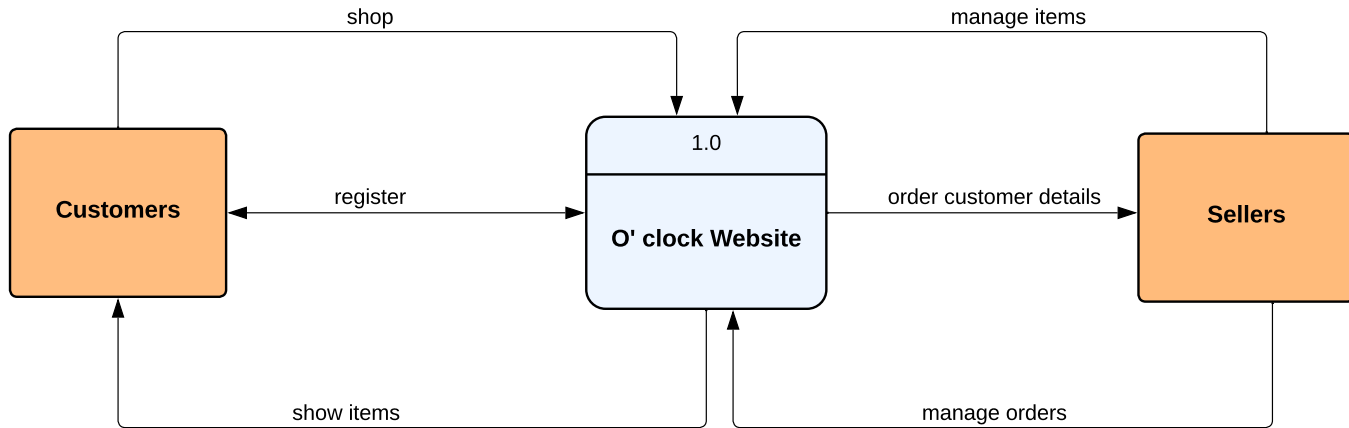 shop
manage items
1.0
register
order customer details
Customers
O' clock Website
Sellers
show items
manage orders